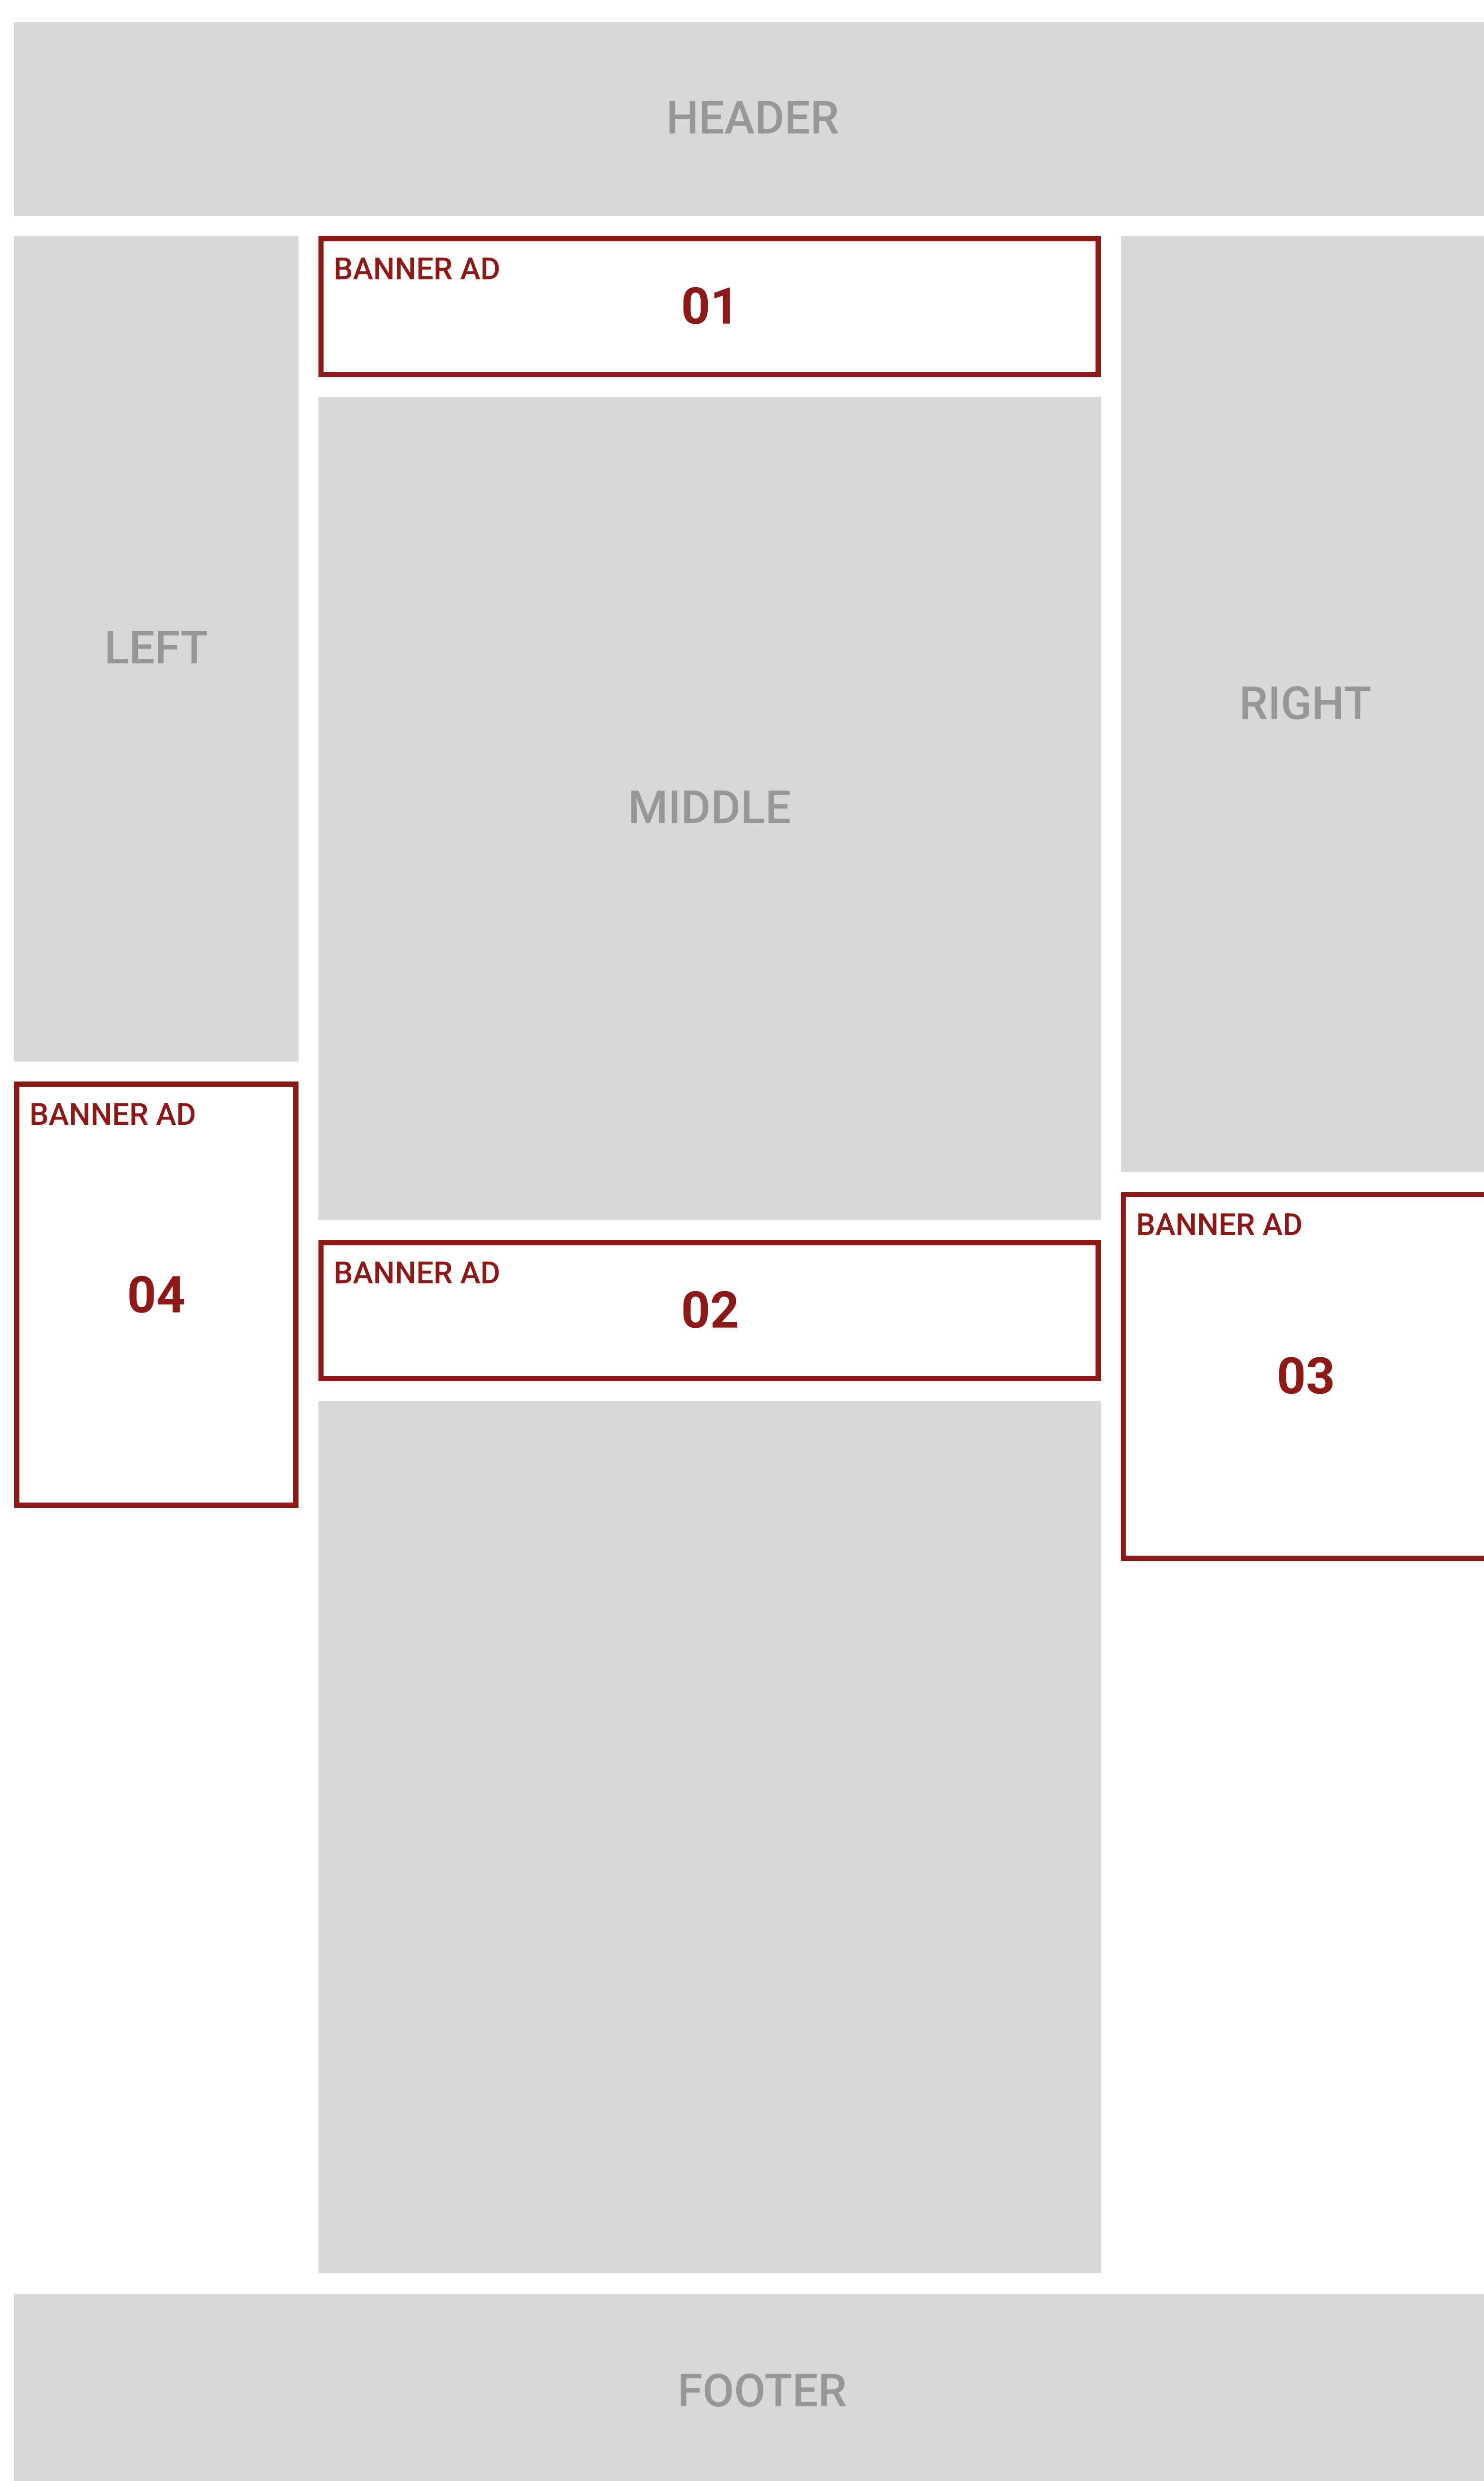 HEADER
BANNER AD
01
LEFT
RIGHT
MIDDLE
BANNER AD
04
BANNER AD
03
BANNER AD
02
FOOTER